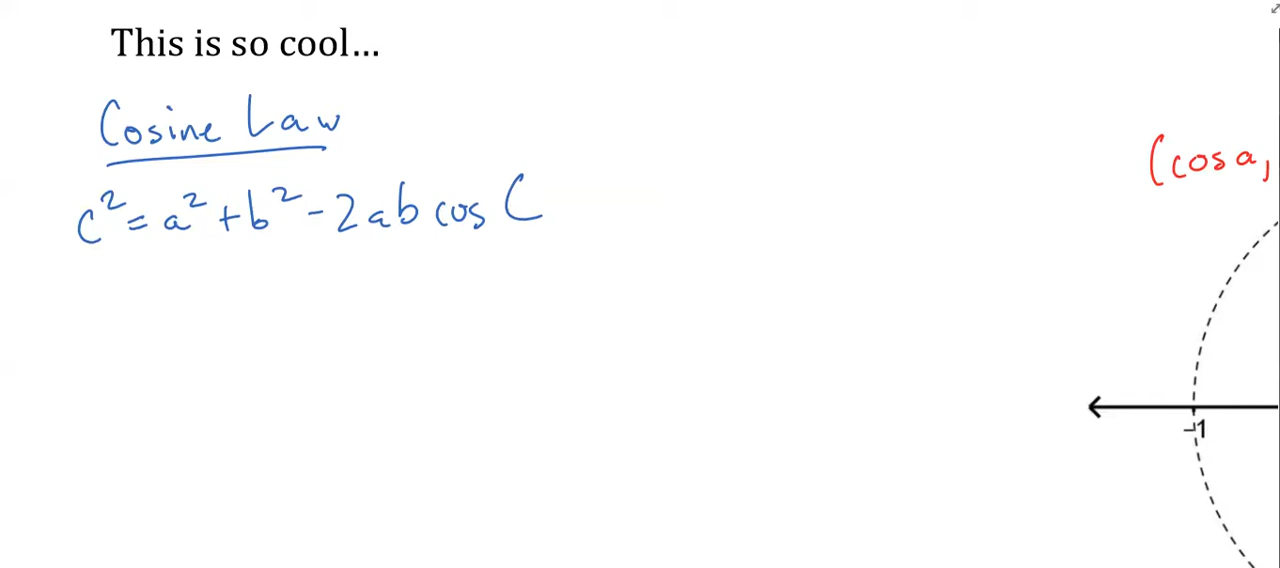 This is so cool…
Cosine Law
c² = a² + b² - 2ab cos C
(cos a,
-1